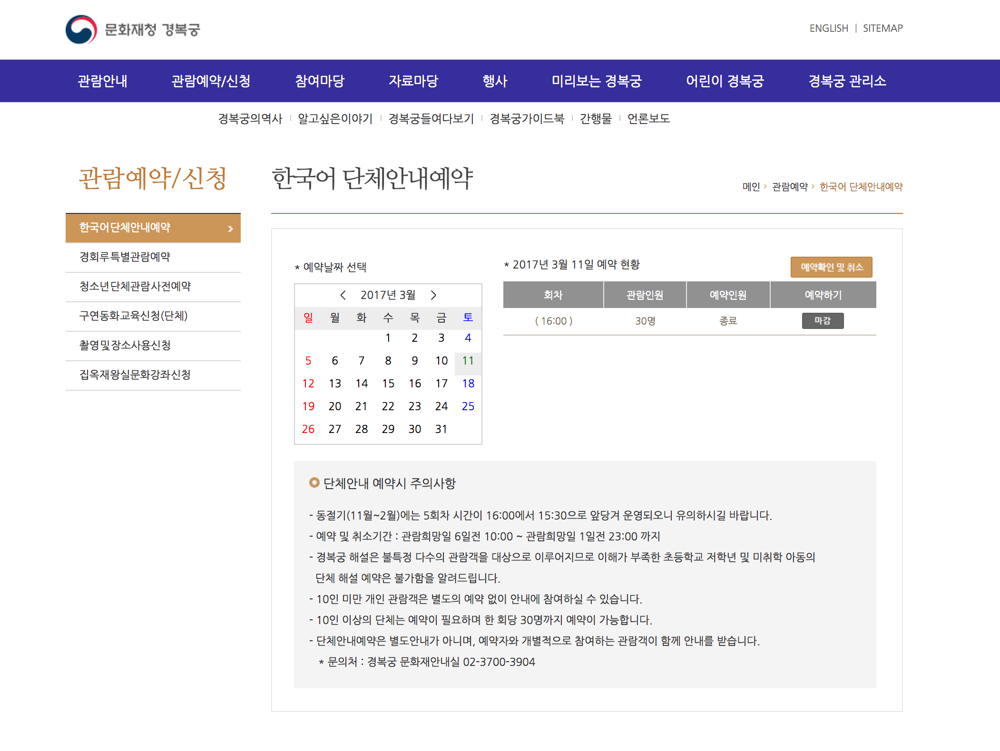 문화재청 경복궁
ENGLISH | SITEMAP
관람안내 관람예약/신청 참여마당 자료마당 행사 미리보는 경복궁 어린이 경복궁 경복궁 관리소
경복궁의역사 알고싶은이야기 경복궁들여다보기 경복궁가이드북 간행물 언론보도
관람예약/신청
한국어단체안내예약
경회루특별관람예약
청소년단체관람사전예약
구연동화교육신청(단체)
촬영및장소사용신청
집옥재왕실문화강좌신청
한국어 단체안내예약
메인 > 관람예약 > 한국어 단체안내예약
* 예약날짜 선택
< 2017년 3월 >
일 월 화 수 목 금 토
1 2 3 4
5 6 7 8 9 10 11
12 13 14 15 16 17 18
19 20 21 22 23 24 25
26 27 28 29 30 31
* 2017년 3월 11일 예약 현황
예약확인 및 취소
회차 관람인원 예약인원 예약하기
( 16:00 ) 30명 종료 마감
단체안내 예약시 주의사항
- 동절기(11월~2월)에는 5회차 시간이 16:00에서 15:30으로 앞당겨 운영되오니 유의하시길 바랍니다.
- 예약 및 취소기간 : 관람희망일 6일전 10:00 ~ 관람희망일 1일전 23:00 까지
- 경복궁 해설은 불특정 다수의 관람객을 대상으로 이루어지므로 이해가 부족한 초등학교 저학년 및 미취학 아동의
단체 해설 예약은 불가함을 알려드립니다.
- 10인 미만 개인 관람객은 별도의 예약 없이 안내에 참여하실 수 있습니다.
- 10인 이상의 단체는 예약이 필요하며 한 회당 30명까지 예약이 가능합니다.
- 단체안내예약은 별도안내가 아니며, 예약자와 개별적으로 참여하는 관람객이 함께 안내를 받습니다.
* 문의처 : 경복궁 문화재안내실 02-3700-3904